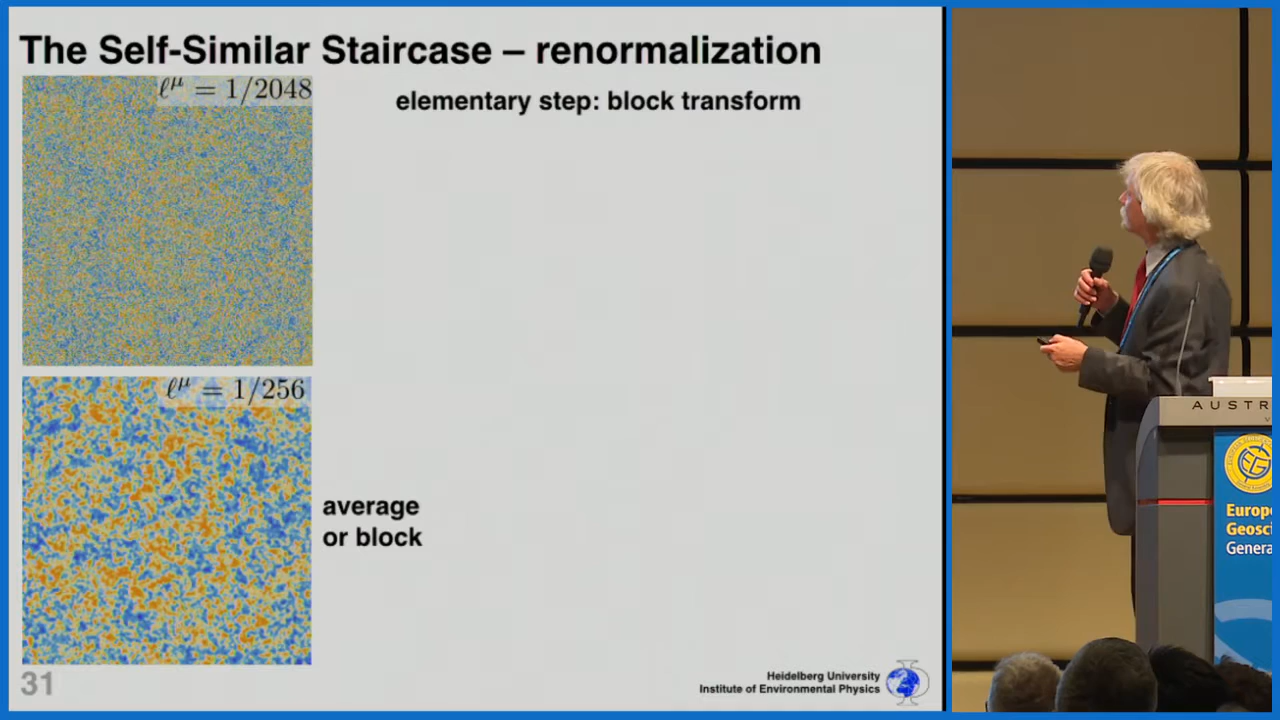 The Self-Similar Staircase – renormalization
ℓ^μ = 1/2048
elementary step: block transform
ℓ^μ = 1/256
average
or block
31
Heidelberg University
Institute of Environmental Physics
AUSTR
Europe
Geosci
Genera